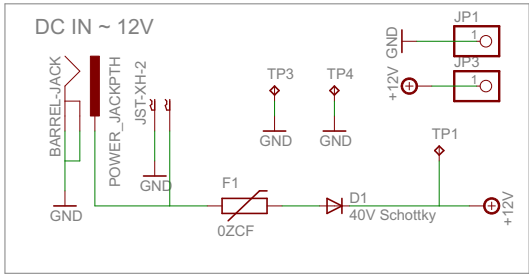 DC IN ~ 12V
JP1
1
GND
JP3
1
+12V
BARREL-JACK
POWER_JACKPTH
JST-XH-2
TP3
TP4
GND
GND
TP1
GND
GND
F1
0ZCF
D1
40V Schottky
+12V